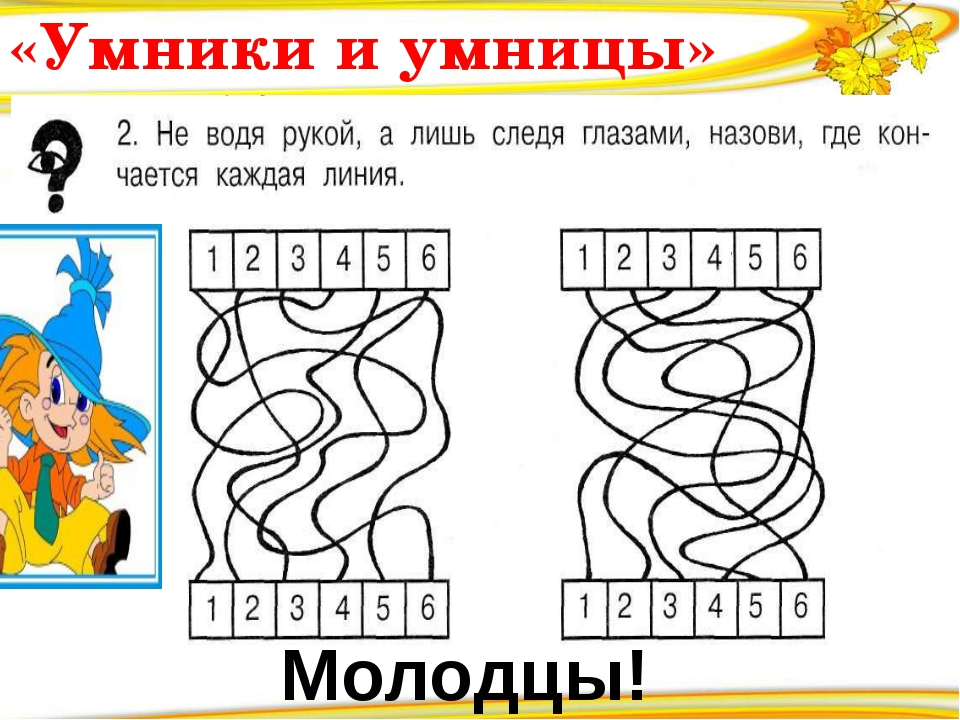 «Умники и умницы»
2. Не водя рукой, а лишь следя глазами, назови, где кон-
чается каждая линия.
1 2 3 4 5 6 1 2 3 4 5 6
1 2 3 4 5 6 1 2 3 4 5 6
Молодцы!